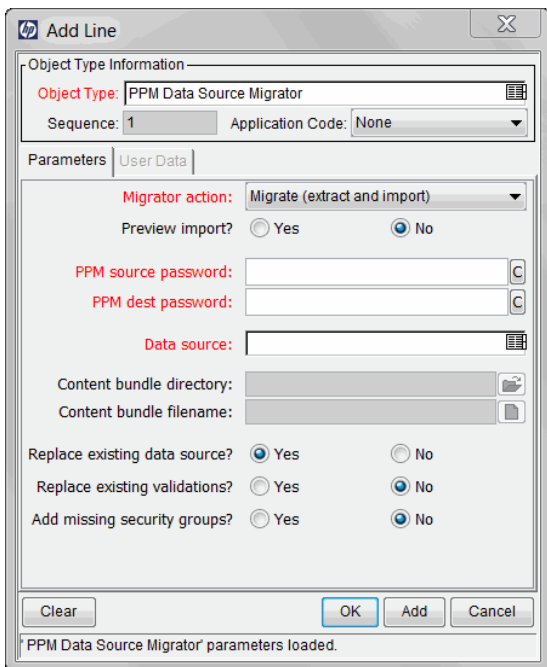 hp Add Line
Object Type Information
Object Type: PPM Data Source Migrator
Sequence: 1 Application Code: None
Parameters User Data
Migrator action: Migrate (extract and import)
Preview import? Yes No
PPM source password: C
PPM dest password: C
Data source:
Content bundle directory:
Content bundle filename:
Replace existing data source? Yes No
Replace existing validations? Yes No
Add missing security groups? Yes No
Clear OK Add Cancel
' PPM Data Source Migrator' parameters loaded.